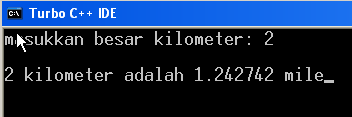 Turbo C++ IDE
masukkan besar kilometer: 2
2 kilometer adalah 1.242742 mile_